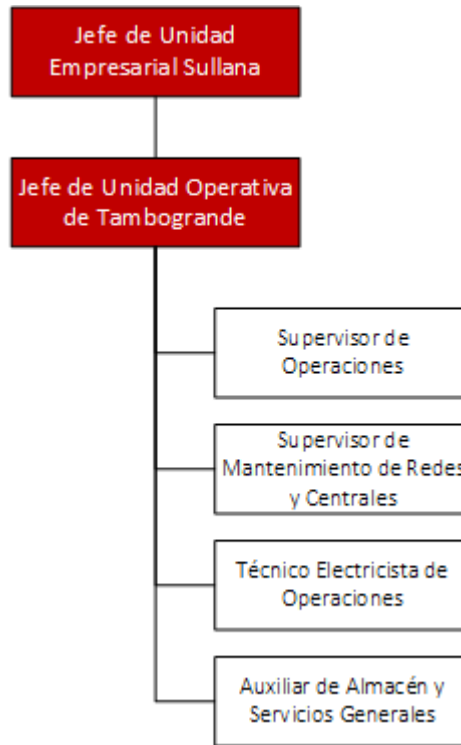 Jefe de Unidad
Empresarial Sullana
Jefe de Unidad Operativa
de Tambogrande
Supervisor de
Operaciones
Supervisor de
Mantenimiento de Redes
y Centrales
Técnico Electricista de
Operaciones
Auxiliar de Almacén y
Servicios Generales